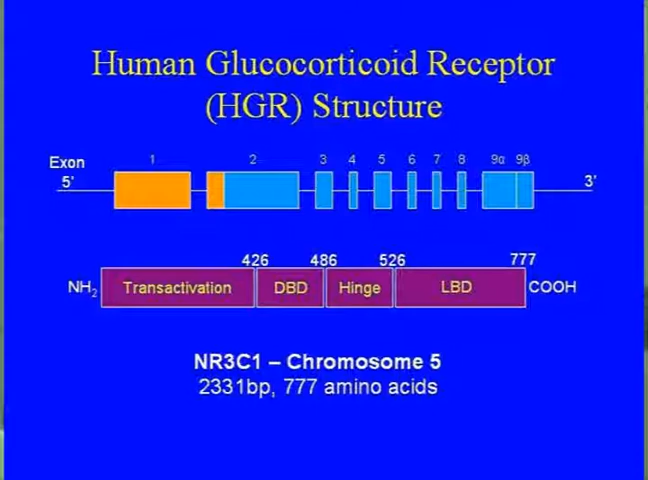 Human Glucocorticoid Receptor
(HGR) Structure
Exon
1 2 3 4 5 6 7 8 9α 9β
5' 3'
426 486 526 777
NH2 Transactivation DBD Hinge LBD COOH
NR3C1 – Chromosome 5
2331bp, 777 amino acids